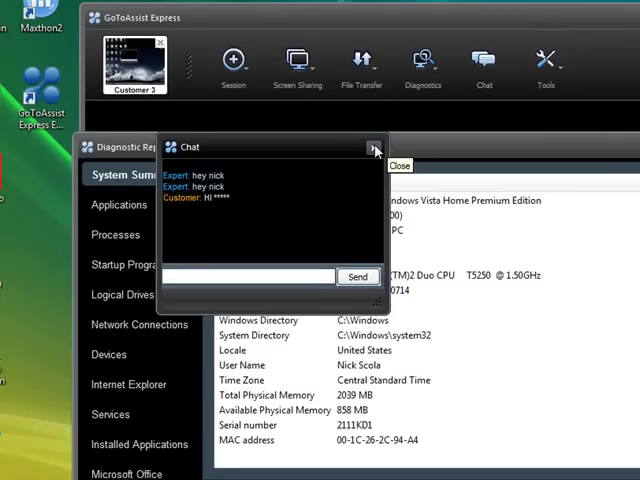 Maxthon2
GoToAssist
Express E...
GoToAssist Express
Customer 3
Session
Screen Sharing
File Transfer
Diagnostics
Chat
Tools
Diagnostic
Chat
Close
Expert: hey nick
Expert: hey nick
Customer: HI *****
Send
System
Applications
Processes
Startup
Logical Drives
Network Connections
Devices
Internet Explorer
Services
Installed Applications
Microsoft Office
Vista Home Premium Edition
PC
(TM)2 Duo CPU T5250 @ 1.50GHz
0714
Windows Directory C:\Windows
System Directory C:\Windows\system32
Locale United States
User Name Nick Scola
Time Zone Central Standard Time
Total Physical Memory 2039 MB
Available Physical Memory 858 MB
Serial number 2111KD1
MAC address 00-1C-26-2C-94-A4